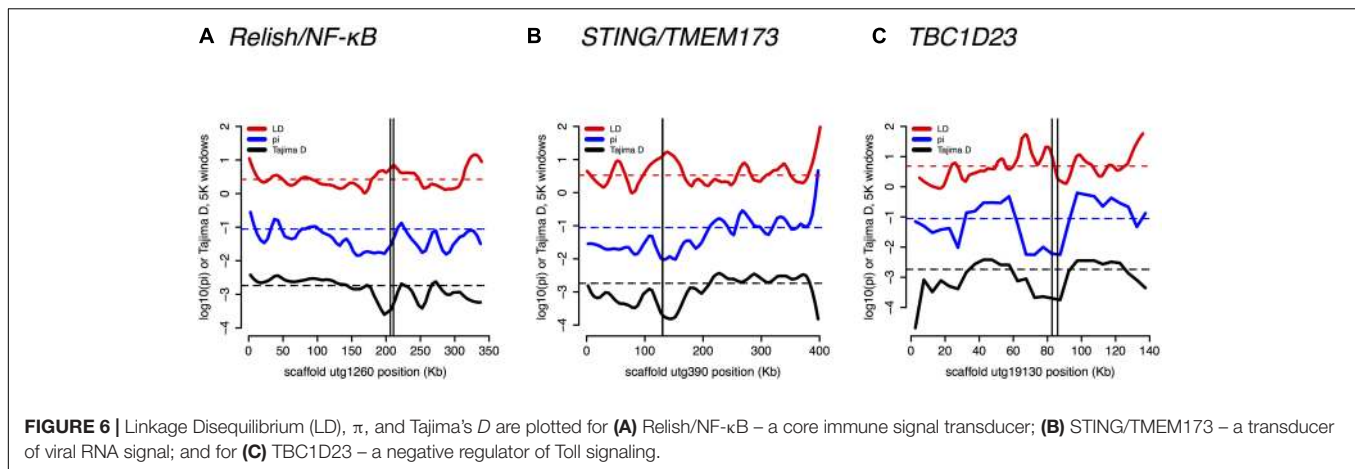 A Relish/NF-κB
B STING/TMEM173
C TBC1D23
log10(pi) or Tajima D, 5K windows
2
1
0
-1
-2
-3
-4
LD
pi
Tajima D
0 50 100 150 200 250 300 350
scaffold utg1260 position (Kb)
log10(pi) or Tajima D, 5K windows
2
1
0
-1
-2
-3
-4
LD
pi
Tajima D
0 100 200 300 400
scaffold utg390 position (Kb)
log10(pi) or Tajima D, 5K windows
2
1
0
-1
-2
-3
-4
LD
pi
Tajima D
0 20 40 60 80 100 120 140
scaffold utg19130 position (Kb)
FIGURE 6 | Linkage Disequilibrium (LD), π, and Tajima's D are plotted for (A) Relish/NF-κB – a core immune signal transducer; (B) STING/TMEM173 – a transducer
of viral RNA signal; and for (C) TBC1D23 – a negative regulator of Toll signaling.